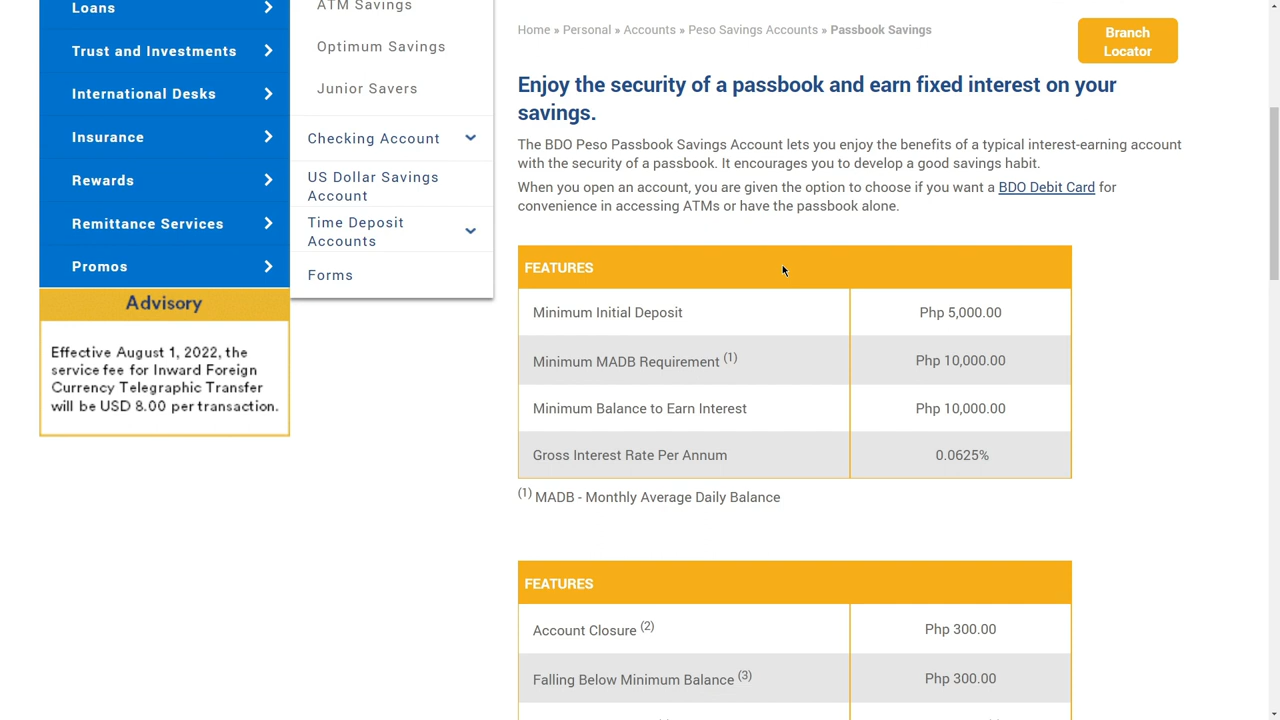 Loans
Trust and Investments
International Desks
Insurance
Rewards
Remittance Services
Promos
Advisory
Effective August 1, 2022, the
service fee for Inward Foreign
Currency Telegraphic Transfer
will be USD 8.00 per transaction.
ATM Savings
Optimum Savings
Junior Savers
Checking Account
US Dollar Savings
Account
Time Deposit
Accounts
Forms
Home » Personal » Accounts » Peso Savings Accounts » Passbook Savings
Branch
Locator
Enjoy the security of a passbook and earn fixed interest on your
savings.
The BDO Peso Passbook Savings Account lets you enjoy the benefits of a typical interest-earning account
with the security of a passbook. It encourages you to develop a good savings habit.
When you open an account, you are given the option to choose if you want a BDO Debit Card for
convenience in accessing ATMs or have the passbook alone.
FEATURES
Minimum Initial Deposit Php 5,000.00
Minimum MADB Requirement (1) Php 10,000.00
Minimum Balance to Earn Interest Php 10,000.00
Gross Interest Rate Per Annum 0.0625%
(1) MADB - Monthly Average Daily Balance
FEATURES
Account Closure (2) Php 300.00
Falling Below Minimum Balance (3) Php 300.00